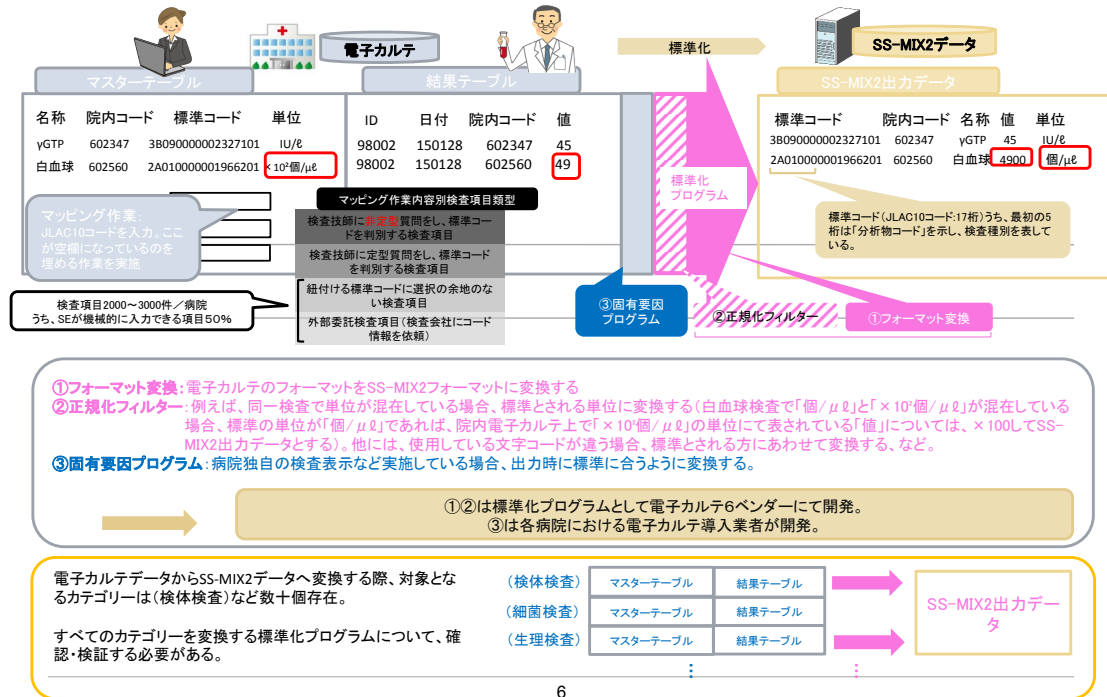 電子カルテ
標準化
SS-MIX2データ
マスターテーブル
結果テーブル
SS-MIX2出力データ
名称 院内コード 標準コード 単位
γGTP 602347 3B090000002327101 IU/ℓ
白血球 602560 2A010000001966201 ×10²個/μℓ
ID 日付 院内コード 値
98002 150128 602347 45
98002 150128 602560 49
標準コード 院内コード 名称 値 単位
3B090000002327101 602347 γGTP 45 IU/ℓ
2A010000001966201 602560 白血球 4900 個/μℓ
標準化
プログラム
マッピング作業:
JLAC10コードを入力。ここ
が空欄になっているのを
埋める作業を実施
マッピング作業内容別検査項目類型
検査技師に非定型質問をし、標準コー
ドを判別する検査項目
検査技師に定型質問をし、標準コード
を判別する検査項目
紐付ける標準コードに選択の余地のな
い検査項目
外部委託検査項目(検査会社にコード
情報を依頼)
標準コード(JLAC10コード:17桁)うち、最初の5
桁は「分析物コード」を示し、検査種別を表して
いる。
検査項目2000～3000件/病院
うち、SEが機械的に入力できる項目50%
③固有要因
プログラム
②正規化フィルター
①フォーマット変換
①フォーマット変換:電子カルテのフォーマットをSS-MIX2フォーマットに変換する
②正規化フィルター:例えば、同一検査で単位が混在している場合、標準とされる単位に変換する(白血球検査で「個/μℓ」と「×10²個/μℓ」が混在している
場合、標準の単位が「個/μℓ」であれば、院内電子カルテ上で「×10²個/μℓ」の単位にて表されている「値」については、×100してSS-
MIX2出力データとする)。他には、使用している文字コードが違う場合、標準とされる方にあわせて変換する、など。
③固有要因プログラム:病院独自の検査表示など実施している場合、出力時に標準に合うように変換する。
①②は標準化プログラムとして電子カルテ6ベンダーにて開発。
③は各病院における電子カルテ導入業者が開発。
電子カルテデータからSS-MIX2データへ変換する際、対象とな
るカテゴリーは(検体検査)など数十個存在。
すべてのカテゴリーを変換する標準化プログラムについて、確
認・検証する必要がある。
(検体検査) マスターテーブル 結果テーブル
(細菌検査) マスターテーブル 結果テーブル
(生理検査) マスターテーブル 結果テーブル
⋮ ⋮
SS-MIX2出力デー
タ
6